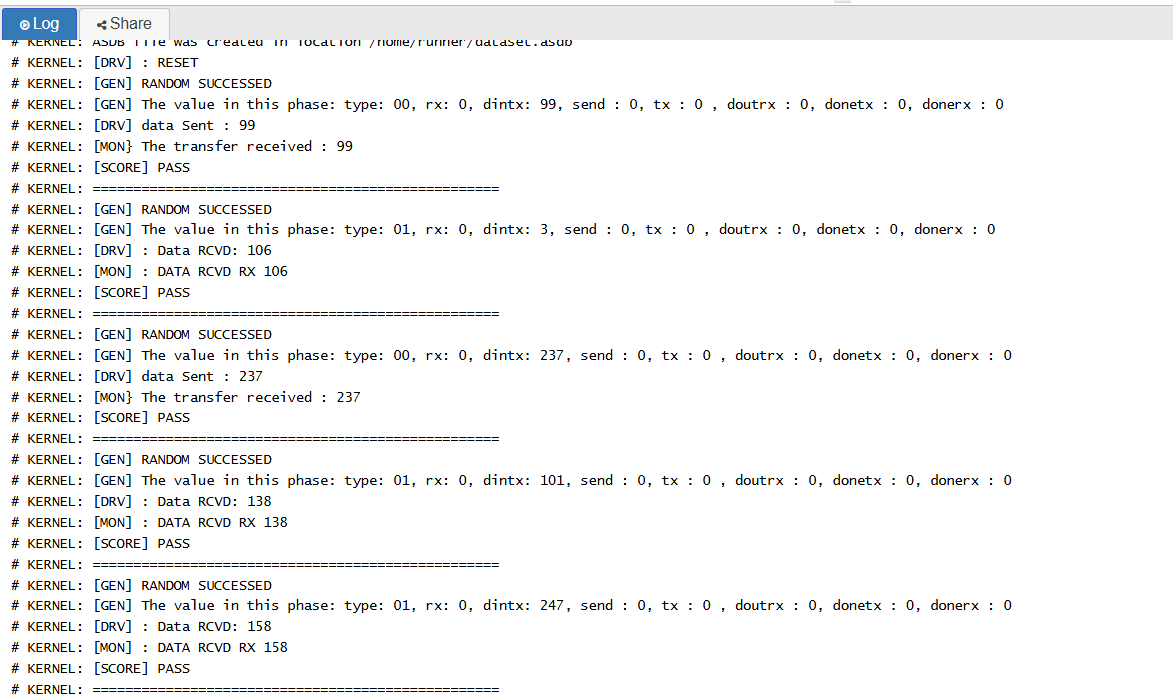 Log
Share
# KERNEL: ASDB file was created in location /home/runner/dataset.asdb
# KERNEL: [DRV] : RESET
# KERNEL: [GEN] RANDOM SUCCESSED
# KERNEL: [GEN] The value in this phase: type: 00, rx: 0, dintx: 99, send : 0, tx : 0 , doutrx : 0, donetx : 0, donerx : 0
# KERNEL: [DRV] data Sent : 99
# KERNEL: [MON} The transfer received : 99
# KERNEL: [SCORE] PASS
# KERNEL: ==================================================
# KERNEL: [GEN] RANDOM SUCCESSED
# KERNEL: [GEN] The value in this phase: type: 01, rx: 0, dintx: 3, send : 0, tx : 0 , doutrx : 0, donetx : 0, donerx : 0
# KERNEL: [DRV] : Data RCVD: 106
# KERNEL: [MON] : DATA RCVD RX 106
# KERNEL: [SCORE] PASS
# KERNEL: ==================================================
# KERNEL: [GEN] RANDOM SUCCESSED
# KERNEL: [GEN] The value in this phase: type: 00, rx: 0, dintx: 237, send : 0, tx : 0 , doutrx : 0, donetx : 0, donerx : 0
# KERNEL: [DRV] data Sent : 237
# KERNEL: [MON} The transfer received : 237
# KERNEL: [SCORE] PASS
# KERNEL: ==================================================
# KERNEL: [GEN] RANDOM SUCCESSED
# KERNEL: [GEN] The value in this phase: type: 01, rx: 0, dintx: 101, send : 0, tx : 0 , doutrx : 0, donetx : 0, donerx : 0
# KERNEL: [DRV] : Data RCVD: 138
# KERNEL: [MON] : DATA RCVD RX 138
# KERNEL: [SCORE] PASS
# KERNEL: ==================================================
# KERNEL: [GEN] RANDOM SUCCESSED
# KERNEL: [GEN] The value in this phase: type: 01, rx: 0, dintx: 247, send : 0, tx : 0 , doutrx : 0, donetx : 0, donerx : 0
# KERNEL: [DRV] : Data RCVD: 158
# KERNEL: [MON] : DATA RCVD RX 158
# KERNEL: [SCORE] PASS
# KERNEL: ==================================================